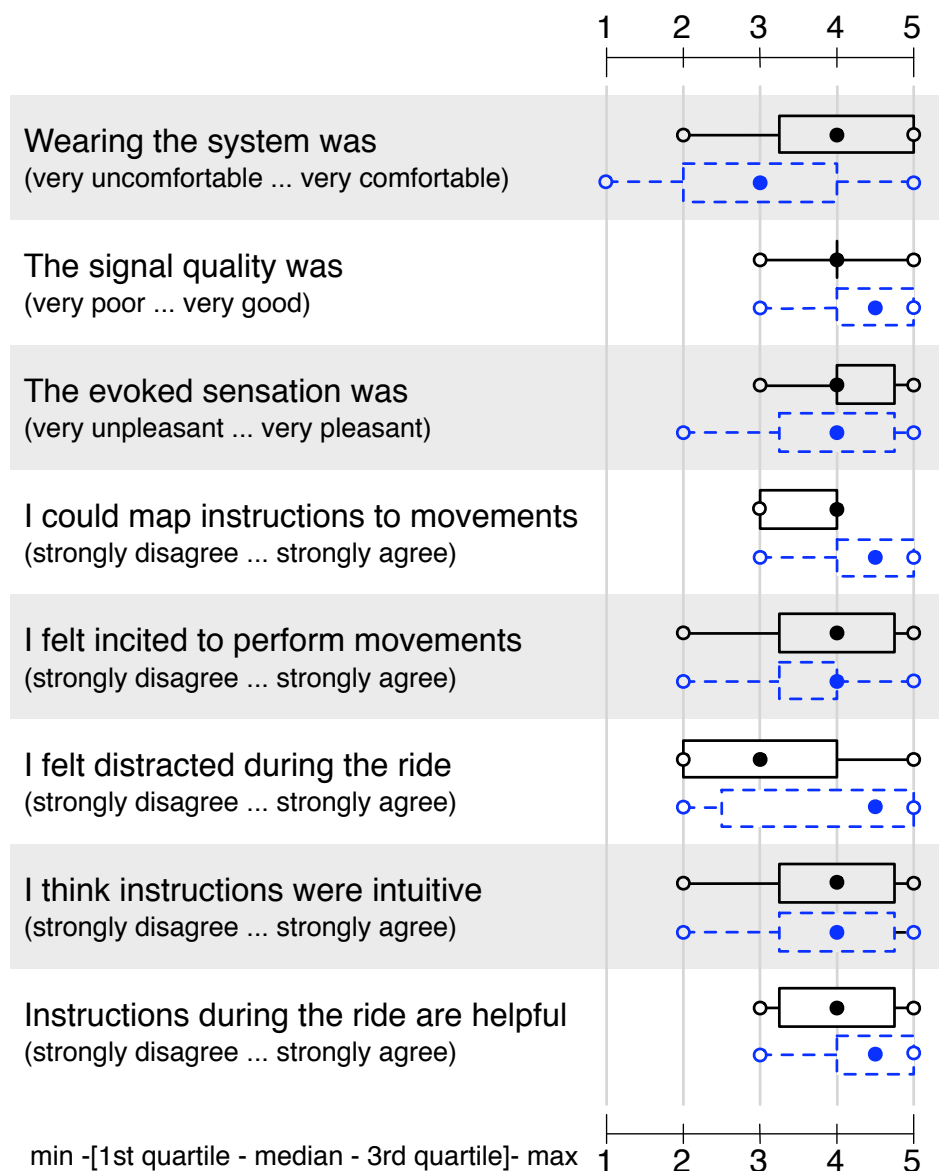 1 2 3 4 5
Wearing the system was
(very uncomfortable ... very comfortable)
The signal quality was
(very poor ... very good)
The evoked sensation was
(very unpleasant ... very pleasant)
I could map instructions to movements
(strongly disagree ... strongly agree)
I felt incited to perform movements
(strongly disagree ... strongly agree)
I felt distracted during the ride
(strongly disagree ... strongly agree)
I think instructions were intuitive
(strongly disagree ... strongly agree)
Instructions during the ride are helpful
(strongly disagree ... strongly agree)
min -[1st quartile - median - 3rd quartile]- max 1 2 3 4 5